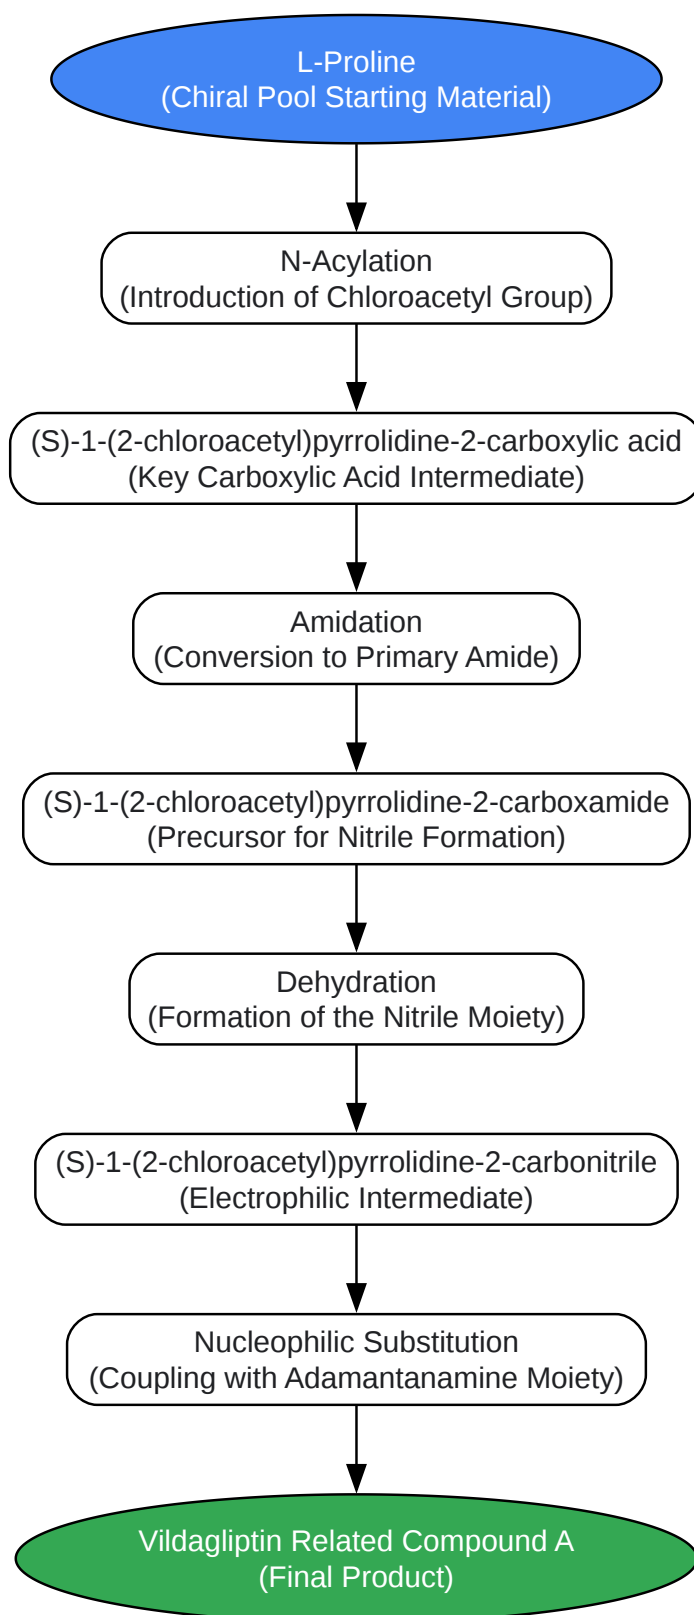 L-Proline
(Chiral Pool Starting Material)
N-Acylation
(Introduction of Chloroacetyl Group)
(S)-1-(2-chloroacetyl)pyrrolidine-2-carboxylic acid
(Key Carboxylic Acid Intermediate)
Amidation
(Conversion to Primary Amide)
(S)-1-(2-chloroacetyl)pyrrolidine-2-carboxamide
(Precursor for Nitrile Formation)
Dehydration
(Formation of the Nitrile Moiety)
(S)-1-(2-chloroacetyl)pyrrolidine-2-carbonitrile
(Electrophilic Intermediate)
Nucleophilic Substitution
(Coupling with Adamantanamine Moiety)
Vildagliptin Related Compound A
(Final Product)